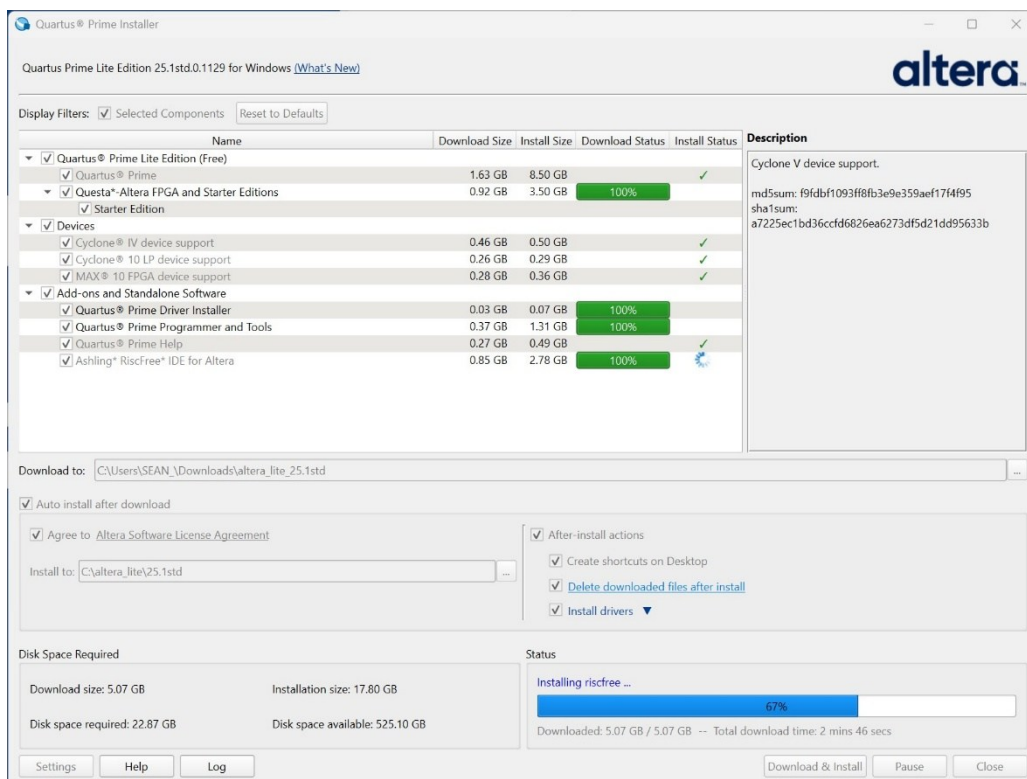 Quartus® Prime Installer
Quartus Prime Lite Edition 25.1std.0.1129 for Windows (What's New)
altera
Display Filters: Selected Components Reset to Defaults
Name Download Size Install Size Download Status Install Status
Quartus® Prime Lite Edition (Free)
Quartus® Prime 1.63 GB 8.50 GB ✓
Questa*-Altera FPGA and Starter Editions 0.92 GB 3.50 GB 100%
Starter Edition
Devices
Cyclone® IV device support 0.46 GB 0.50 GB ✓
Cyclone® 10 LP device support 0.26 GB 0.29 GB ✓
MAX® 10 FPGA device support 0.28 GB 0.36 GB ✓
Add-ons and Standalone Software
Quartus® Prime Driver Installer 0.03 GB 0.07 GB 100%
Quartus® Prime Programmer and Tools 0.37 GB 1.31 GB 100%
Quartus® Prime Help 0.27 GB 0.49 GB ✓
Ashling* RiscFree* IDE for Altera 0.85 GB 2.78 GB 100%
Description
Cyclone V device support.
md5sum: f9fdbf1093ff8fb3e9e359aef17f4f95
sha1sum:
a7225ec1bd36ccfd6826ea6273df5d21dd95633b
Download to: C:\Users\SEAN_\Downloads\altera_lite_25.1std ...
Auto install after download
Agree to Altera Software License Agreement
Install to: C:\altera_lite\25.1std ...
After-install actions
Create shortcuts on Desktop
Delete downloaded files after install
Install drivers ▼
Disk Space Required
Download size: 5.07 GB Installation size: 17.80 GB
Disk space required: 22.87 GB Disk space available: 525.10 GB
Status
Installing riscfree ...
67%
Downloaded: 5.07 GB / 5.07 GB -- Total download time: 2 mins 46 secs
Settings Help Log Download & Install Pause Close